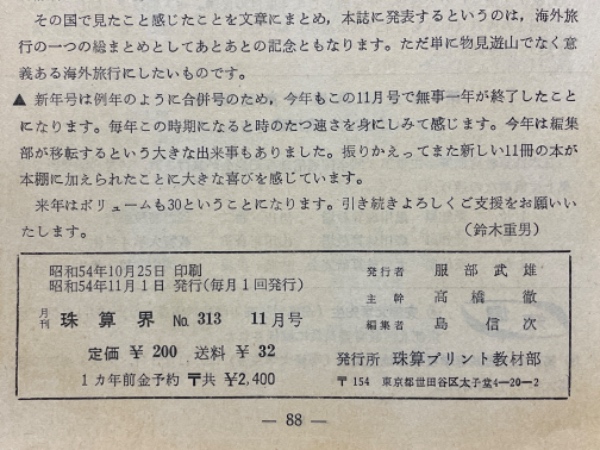 その国で見たこと感じたことを文章にまとめ，本誌に発表するというのは，海外旅
行の一つの総まとめとしてあとあとの記念ともなります。ただ単に物見遊山でなく意
義ある海外旅行にしたいものです。
▲ 新年号は例年のように合併号のため，今年もこの11月号で無事一年が終了したこと
になります。毎年この時期になると時のたつ速さを身にしみて感じます。今年は編集
部が移転するという大きな出来事もありました。振りかえってまた新しい11冊の本が
本棚に加えられたことに大きな喜びを感じています。
来年はボリュームも30ということになります。引き続きよろしくご支援をお願いい
たします。 （鈴木重男）
昭和54年10月25日 印刷
昭和54年11月1日 発行(毎月1回発行)
月刊 珠算界 No. 313 11月号
定価 ￥200 送料 ￥32
1カ年前金予約 〒共 ￥2,400
発行者 服部武雄
主幹 高橋徹
編集者 島信次
発行所 珠算プリント教材部
〒154 東京都世田谷区太子堂4—20—2
— 88 —